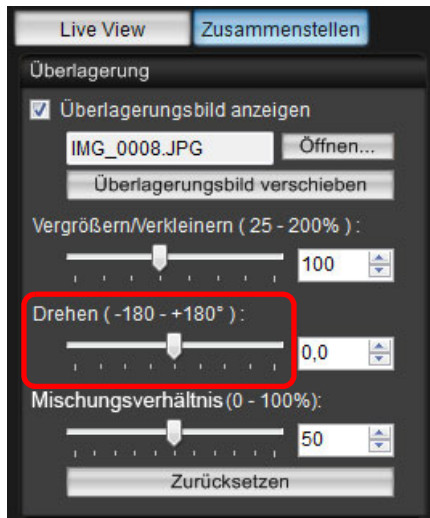 Live View Zusammenstellen
Überlagerung
Überlagerungsbild anzeigen
IMG_0008.JPG Öffnen...
Überlagerungsbild verschieben
Vergrößern/Verkleinern ( 25 - 200% ) :
100
Drehen ( -180 - +180° ) :
0,0
Mischungsverhältnis (0 - 100%):
50
Zurücksetzen